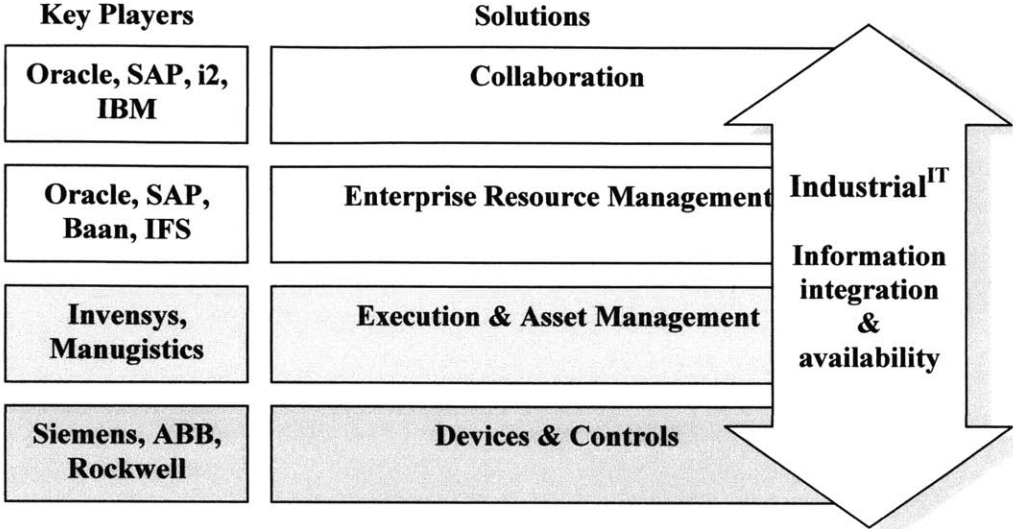 Key Players
Solutions
Oracle, SAP, i2,
IBM
Collaboration
Oracle, SAP,
Baan, IFS
Enterprise Resource Management
Invensys,
Manugistics
Execution & Asset Management
Siemens, ABB,
Rockwell
Devices & Controls
Industrial^IT
Information
integration
&
availability